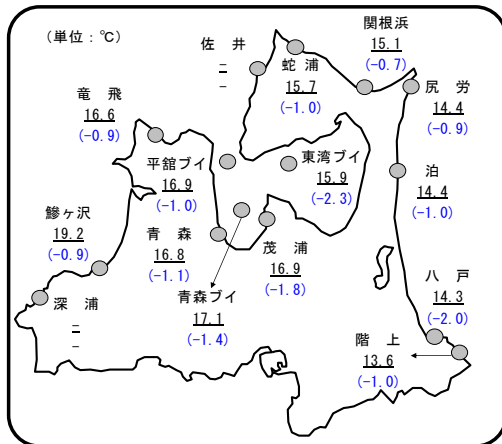 (単位：℃)
関根浜
15.1
(-0.7)
佐 井
–
–
蛇 浦
15.7
(-1.0)
尻 労
14.4
(-0.9)
竜 飛
16.6
(-0.9)
平舘ブイ
16.9
(-1.0)
東湾ブイ
15.9
(-2.3)
泊
14.4
(-1.0)
鰺ヶ沢
19.2
(-0.9)
青 森
16.8
(-1.1)
茂 浦
16.9
(-1.8)
青森ブイ
17.1
(-1.4)
深 浦
–
–
八 戸
14.3
(-2.0)
階 上
13.6
(-1.0)